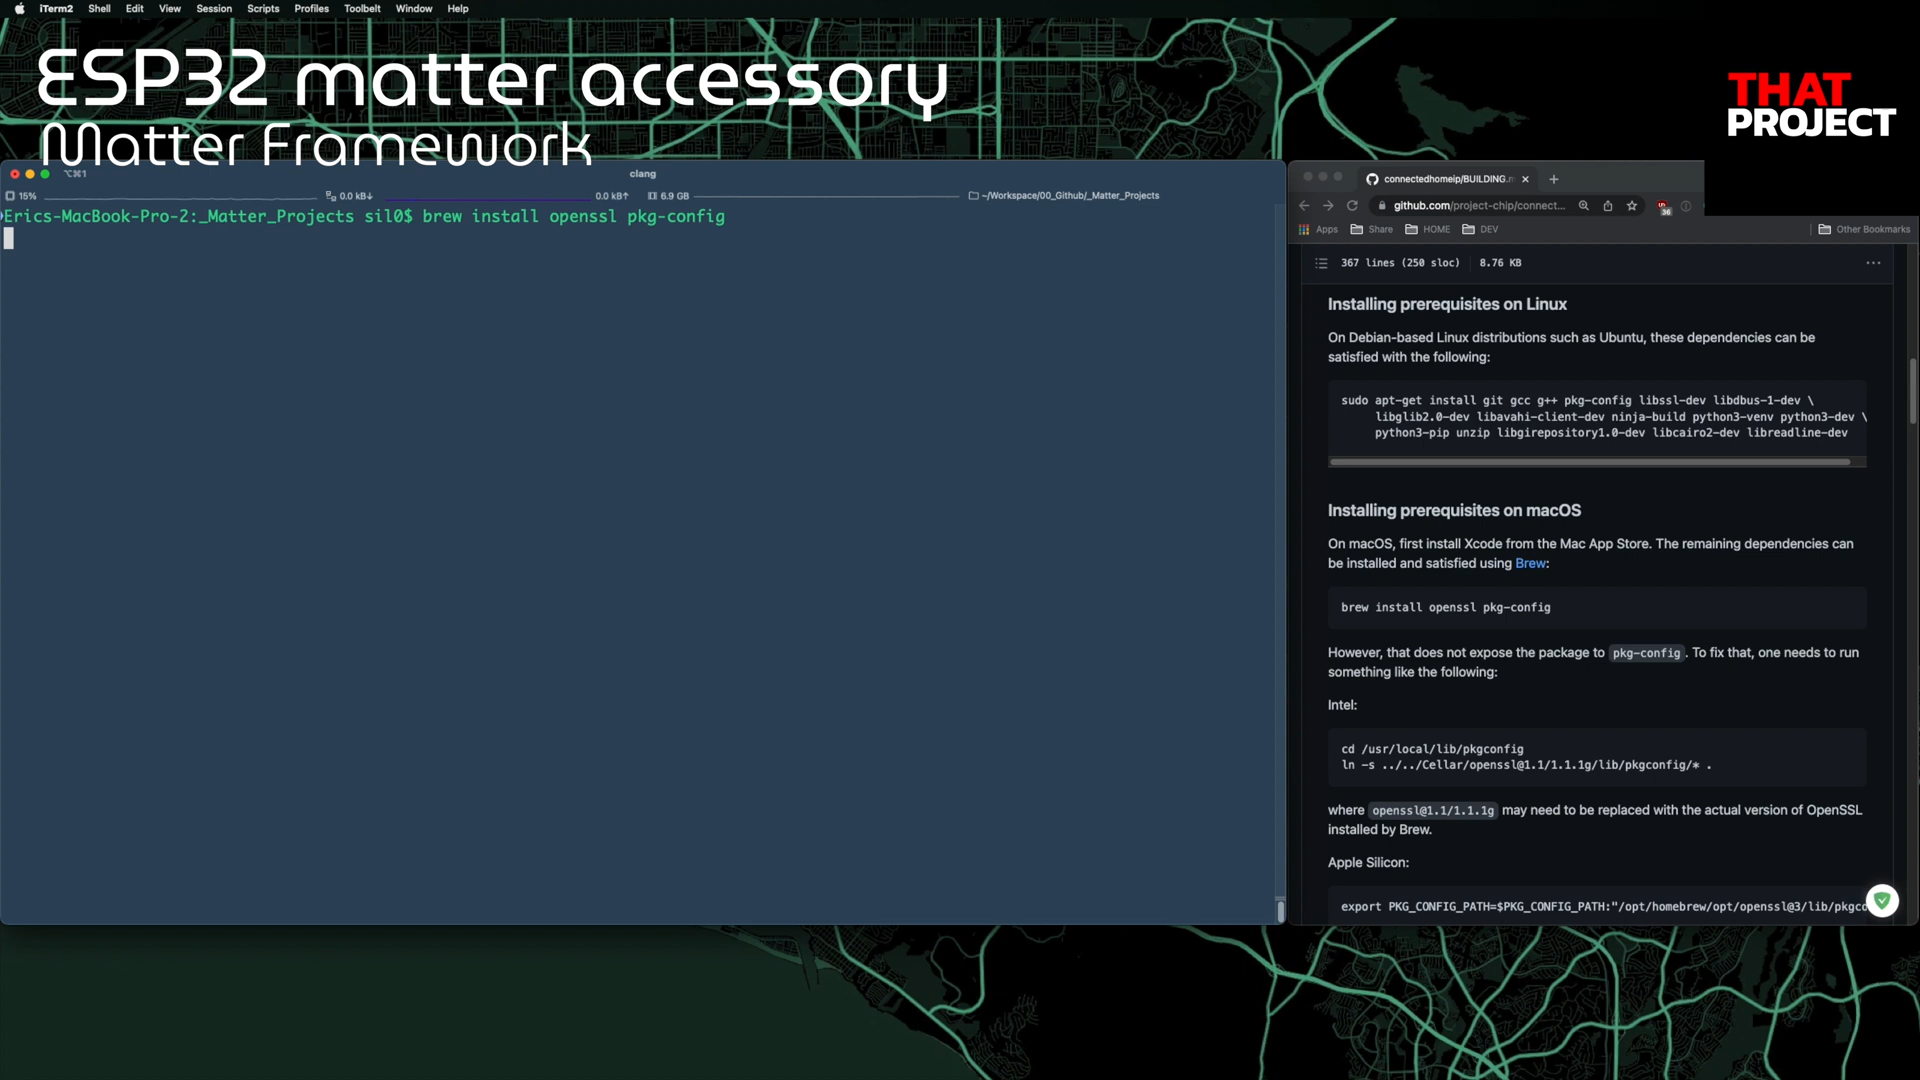 iTerm2 Shell Edit View Session Scripts Profiles Toolbelt Window Help
ESP32 matter accessory
Matter Framework
THAT
PROJECT
⌥⌘1
clang
15%
0.0 kB↓
0.0 kB↑
6.9 GB
~/Workspace/00_Github/_Matter_Projects
Erics-MacBook-Pro-2:_Matter_Projects sil0$ brew install openssl pkg-config
connectedhomeip/BUILDING.m
github.com/project-chip/connect...
36
Apps Share HOME DEV Other Bookmarks
367 lines (250 sloc) 8.76 KB
Installing prerequisites on Linux
On Debian-based Linux distributions such as Ubuntu, these dependencies can be
satisfied with the following:
sudo apt-get install git gcc g++ pkg-config libssl-dev libdbus-1-dev \
libglib2.0-dev libavahi-client-dev ninja-build python3-venv python3-dev \
python3-pip unzip libgirepository1.0-dev libcairo2-dev libreadline-dev
Installing prerequisites on macOS
On macOS, first install Xcode from the Mac App Store. The remaining dependencies can
be installed and satisfied using Brew:
brew install openssl pkg-config
However, that does not expose the package to pkg-config. To fix that, one needs to run
something like the following:
Intel:
cd /usr/local/lib/pkgconfig
ln -s ../../Cellar/openssl@1.1/1.1.1g/lib/pkgconfig/* .
where openssl@1.1/1.1.1g may need to be replaced with the actual version of OpenSSL
installed by Brew.
Apple Silicon:
export PKG_CONFIG_PATH=$PKG_CONFIG_PATH:"/opt/homebrew/opt/openssl@3/lib/pkgco